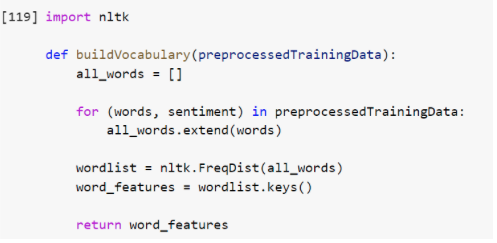 [119] import nltk
def buildVocabulary(preprocessedTrainingData):
all_words = []
for (words, sentiment) in preprocessedTrainingData:
all_words.extend(words)
wordlist = nltk.FreqDist(all_words)
word_features = wordlist.keys()
return word_features